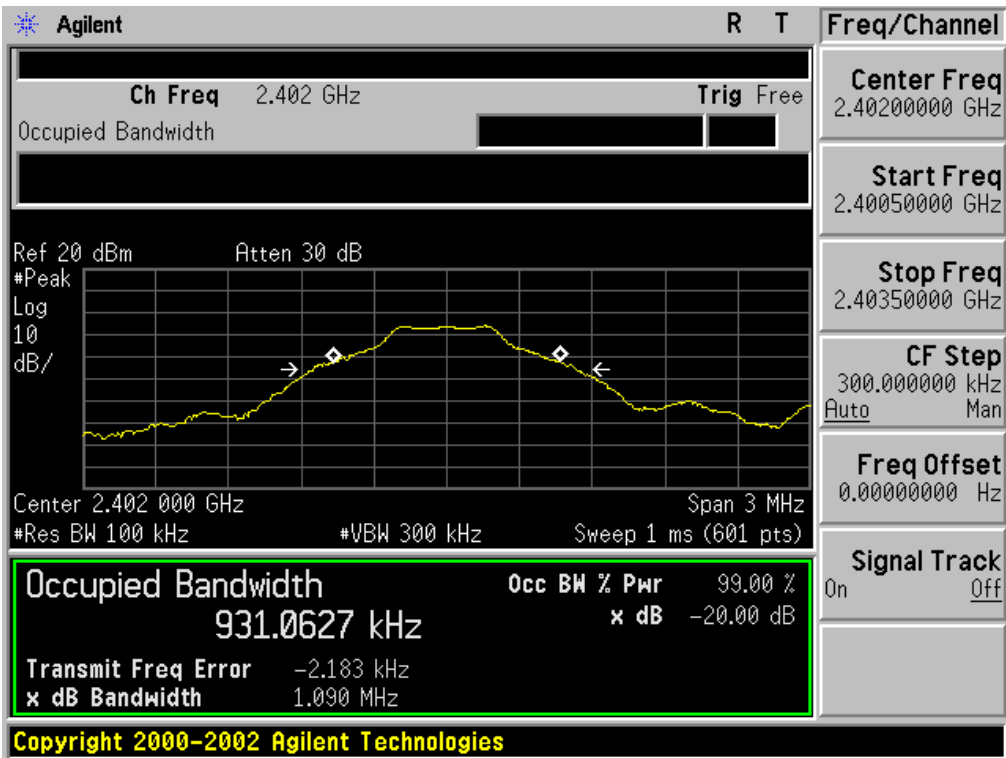 Agilent R T Freq/Channel
Ch Freq 2.402 GHz Trig Free
Occupied Bandwidth
Center Freq
2.40200000 GHz
Start Freq
2.40050000 GHz
Stop Freq
2.40350000 GHz
CF Step
300.000000 kHz
Auto Man
Freq Offset
0.00000000 Hz
Signal Track
On Off
Ref 20 dBm Atten 30 dB
#Peak
Log
10
dB/
Center 2.402 000 GHz Span 3 MHz
#Res BW 100 kHz #VBW 300 kHz Sweep 1 ms (601 pts)
Occupied Bandwidth Occ BW % Pwr 99.00 %
931.0627 kHz x dB -20.00 dB
Transmit Freq Error -2.183 kHz
x dB Bandwidth 1.090 MHz
Copyright 2000-2002 Agilent Technologies